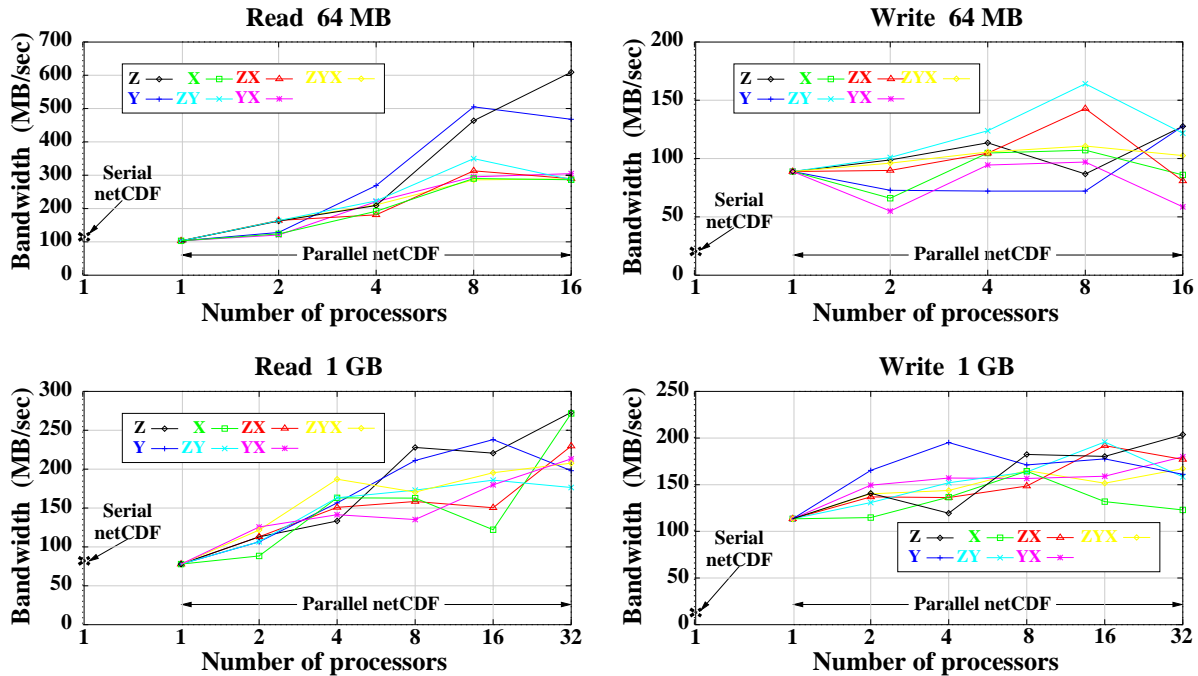 Read 64 MB
Bandwidth (MB/sec)
700
600
500
400
300
200
100
0
Z X ZX ZYX
Y ZY YX
Serial
netCDF
Parallel netCDF
1 1 2 4 8 16
Number of processors
Write 64 MB
Bandwidth (MB/sec)
200
150
100
50
0
Z X ZX ZYX
Y ZY YX
Serial
netCDF
Parallel netCDF
1 1 2 4 8 16
Number of processors
Read 1 GB
Bandwidth (MB/sec)
300
250
200
150
100
50
0
Z X ZX ZYX
Y ZY YX
Serial
netCDF
Parallel netCDF
1 1 2 4 8 16 32
Number of processors
Write 1 GB
Bandwidth (MB/sec)
250
200
150
100
50
0
Z X ZX ZYX
Y ZY YX
Serial
netCDF
Parallel netCDF
1 1 2 4 8 16 32
Number of processors